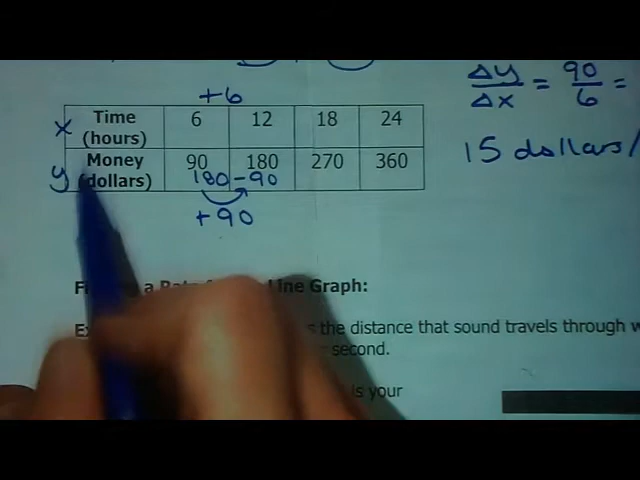 +6
x Time (hours) 6 12 18 24
y Money (dollars) 90 180 270 360
180-90
+90
Δy/Δx = 90/6 =
15 dollars/
Line Graph:
the distance that sound travels through
second.
is your